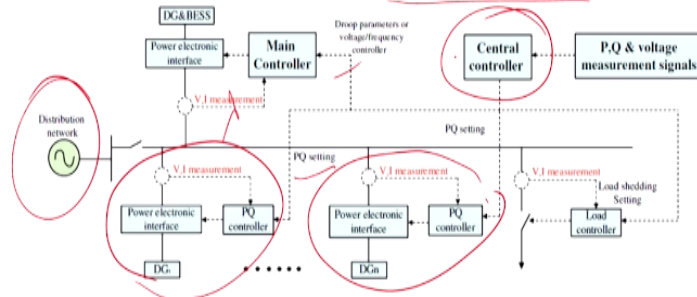 DG&BESS
Power electronic
interface
Main
Controller
Droop parameters or
voltage/frequency
controller
Central
controller
P,Q & voltage
measurement signals
V,I measurement
Distribution
network
PQ setting
PQ setting
V,I measurement
V,I measurement
V,I measurement
Load shedding
Setting
Power electronic
interface
PQ
controller
Power electronic
interface
PQ
controller
Load
controller
DG₁
......
DGn